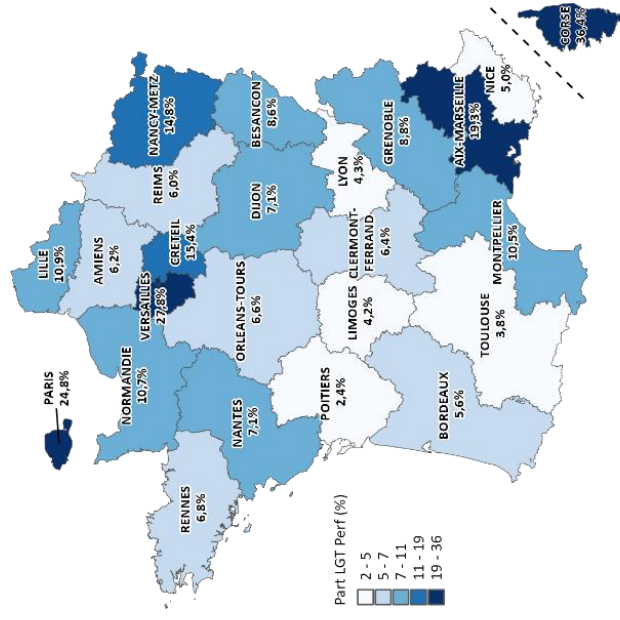 PARIS
24,8%
LILLE
10,9%
AMIENS
6,2%
NORMANDIE
10,7%
VERSAILLES
27,8%
CRETEIL
15,4%
REIMS
6,0%
NANCY-METZ
14,8%
RENNES
6,8%
NANTES
7,1%
ORLEANS-TOURS
6,6%
DIJON
7,1%
BESANCON
8,6%
POITIERS
2,4%
LIMOGES
4,2%
CLERMONT-
FERRAND
6,4%
LYON
4,3%
GRENOBLE
8,8%
BORDEAUX
5,6%
TOULOUSE
3,8%
MONTPELLIER
10,5%
AIX-MARSEILLE
19,3%
NICE
5,0%
CORSE
36,4%
Part LGT Perf (%)
2 - 5
5 - 7
7 - 11
11 - 19
19 - 36